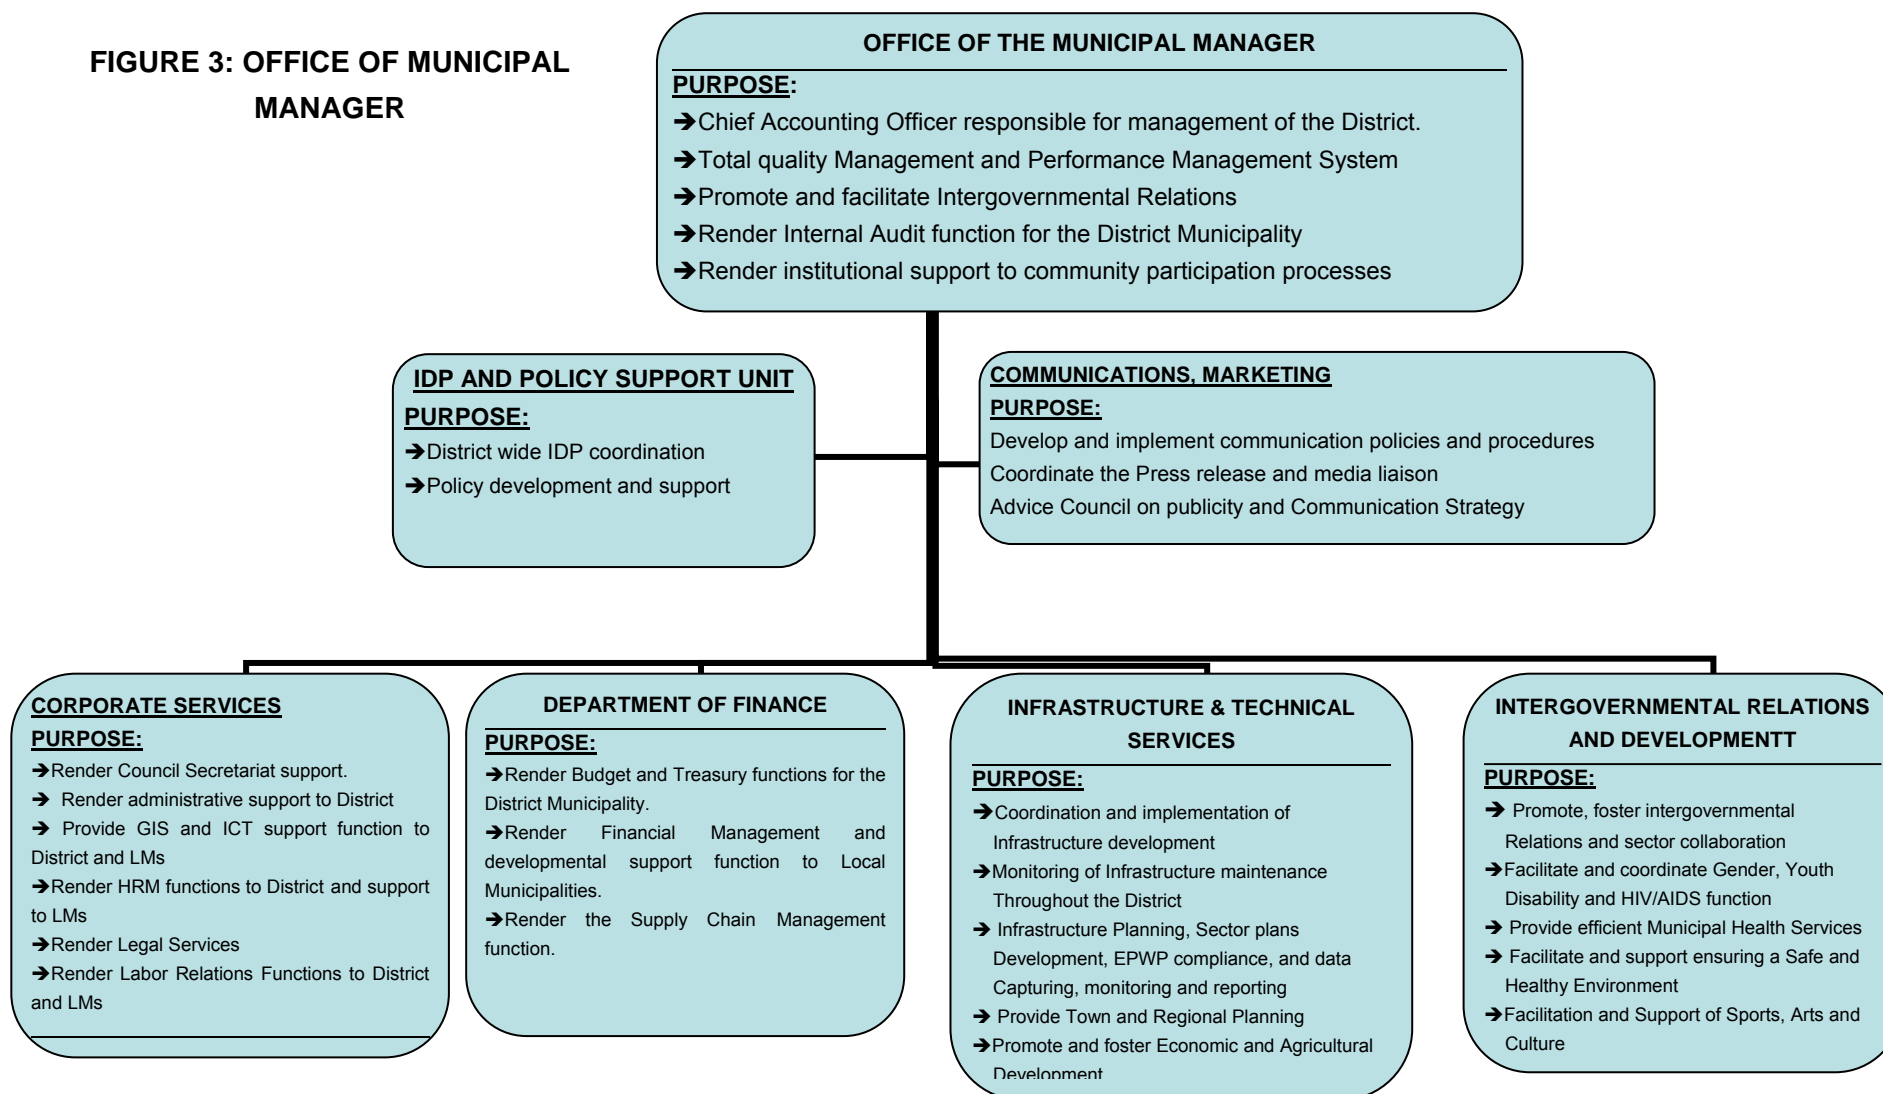 FIGURE 3: OFFICE OF MUNICIPAL
MANAGER
OFFICE OF THE MUNICIPAL MANAGER
PURPOSE:
➔Chief Accounting Officer responsible for management of the District.
➔Total quality Management and Performance Management System
➔Promote and facilitate Intergovernmental Relations
➔Render Internal Audit function for the District Municipality
➔Render institutional support to community participation processes
IDP AND POLICY SUPPORT UNIT
PURPOSE:
➔District wide IDP coordination
➔Policy development and support
COMMUNICATIONS, MARKETING
PURPOSE:
Develop and implement communication policies and procedures
Coordinate the Press release and media liaison
Advice Council on publicity and Communication Strategy
CORPORATE SERVICES
PURPOSE:
➔Render Council Secretariat support.
➔ Render administrative support to District
➔ Provide GIS and ICT support function to
District and LMs
➔Render HRM functions to District and support
to LMs
➔Render Legal Services
➔Render Labor Relations Functions to District
and LMs
DEPARTMENT OF FINANCE
PURPOSE:
➔Render Budget and Treasury functions for the
District Municipality.
➔Render Financial Management and
developmental support function to Local
Municipalities.
➔Render the Supply Chain Management
function.
INFRASTRUCTURE & TECHNICAL
SERVICES
PURPOSE:
➔Coordination and implementation of
Infrastructure development
➔Monitoring of Infrastructure maintenance
Throughout the District
➔ Infrastructure Planning, Sector plans
Development, EPWP compliance, and data
Capturing, monitoring and reporting
➔ Provide Town and Regional Planning
➔Promote and foster Economic and Agricultural
Development
INTERGOVERNMENTAL RELATIONS
AND DEVELOPMENTT
PURPOSE:
➔ Promote, foster intergovernmental
Relations and sector collaboration
➔Facilitate and coordinate Gender, Youth
Disability and HIV/AIDS function
➔ Provide efficient Municipal Health Services
➔ Facilitate and support ensuring a Safe and
Healthy Environment
➔Facilitation and Support of Sports, Arts and
Culture